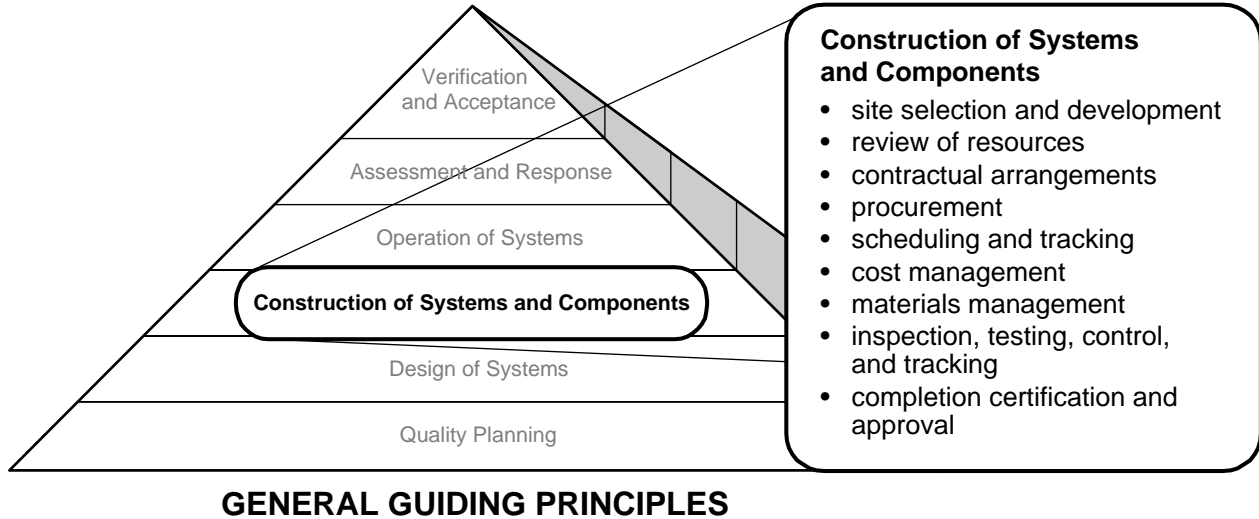 Verification
and Acceptance
Assessment and Response
Operation of Systems
Construction of Systems and Components
Design of Systems
Quality Planning
GENERAL GUIDING PRINCIPLES
Construction of Systems
and Components
• site selection and development
• review of resources
• contractual arrangements
• procurement
• scheduling and tracking
• cost management
• materials management
• inspection, testing, control,
and tracking
• completion certification and
approval